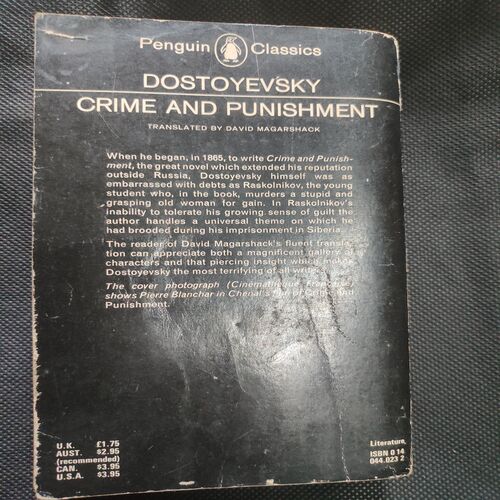 Penguin Classics
DOSTOYEVSKY
CRIME AND PUNISHMENT
TRANSLATED BY DAVID MAGARSHACK
When he began, in 1865, to write Crime and Punish-
ment, the great novel which extended his reputation
outside Russia, Dostoyevsky himself was as
embarrassed with debts as Raskolnikov, the young
student who, in the book, murders a stupid and
grasping old woman for gain. In Raskolnikov's
inability to tolerate his growing sense of guilt the
author handles a universal theme on which he
had brooded during his imprisonment in Siberia.
The reader of David Magarshack's fluent transla-
tion can appreciate both a magnificent gallery of
characters and that piercing insight which makes
Dostoyevsky the most terrifying of all
The cover photograph (Cinémathèque Française)
shows Pierre Blanchar in Chenal's film of Crime and
Punishment.
U.K. £1.75
AUST. $2.95
(recommended)
CAN. $3.95
U.S.A. $3.95
Literature
ISBN 0 14
044.023 2